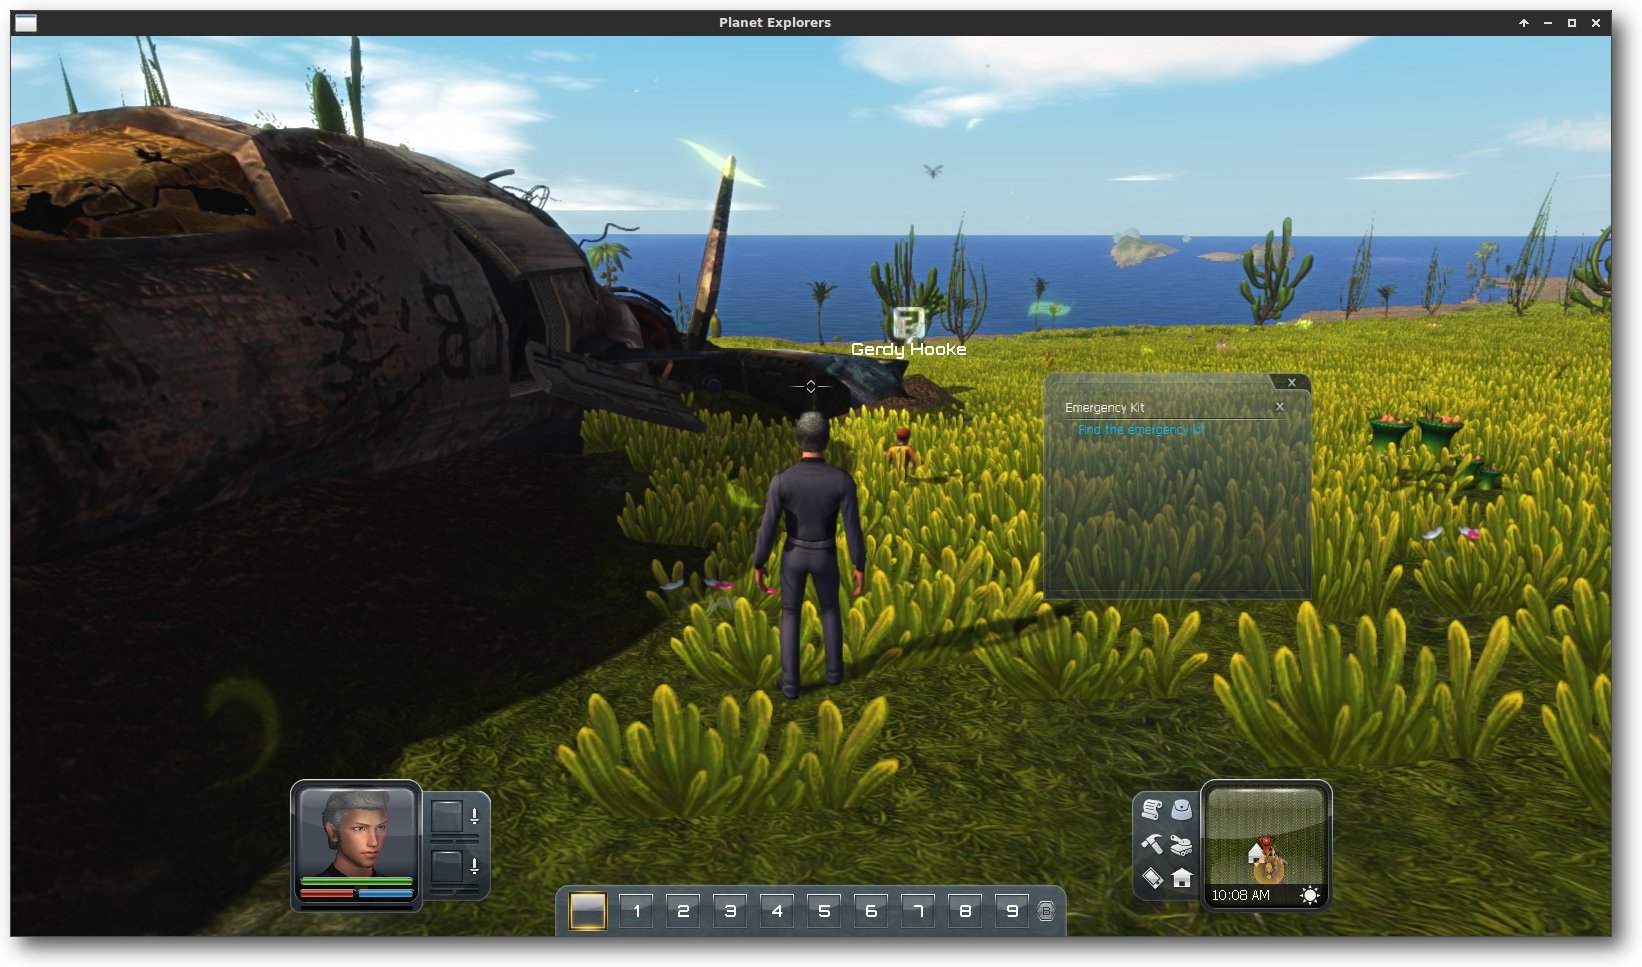 Planet Explorers
Gerdy Hooke
Emergency Kit
Find the emergency kit
10:08 AM
1 2 3 4 5 6 7 8 9 B